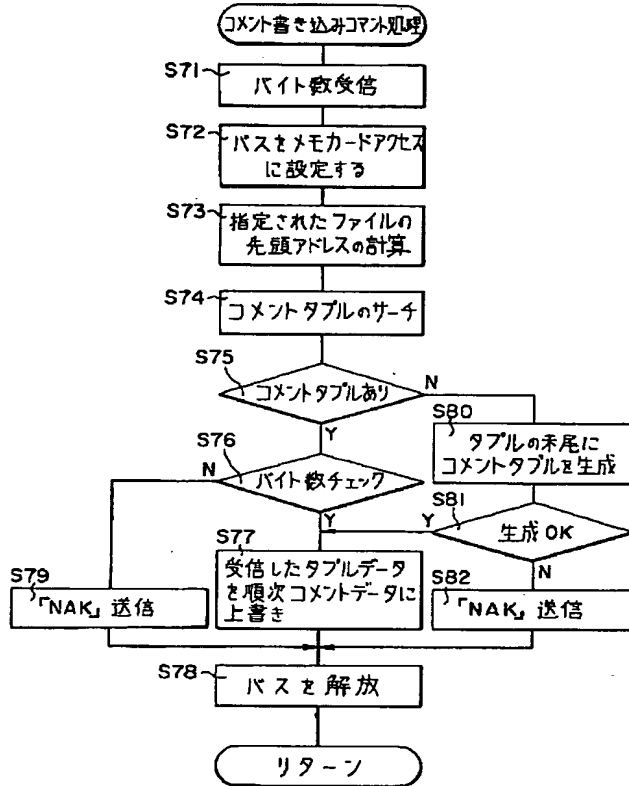 コメント書き込みコマンド処理
S71
バイト数受信
S72
バスをメモカードアクセス
に設定する
S73
指定されたファイルの
先頭アドレスの計算
S74
コメントタプルのサーチ
S75
コメントタプルあり
N
Y
S80
タプルの末尾に
コメントタプルを生成
S76
N
バイト数チェック
Y
S81
Y
生成OK
N
S77
受信したタプルデータ
を順次コメントデータに
上書き
S79
「NAK」送信
S82
「NAK」送信
S78
バスを解放
リターン